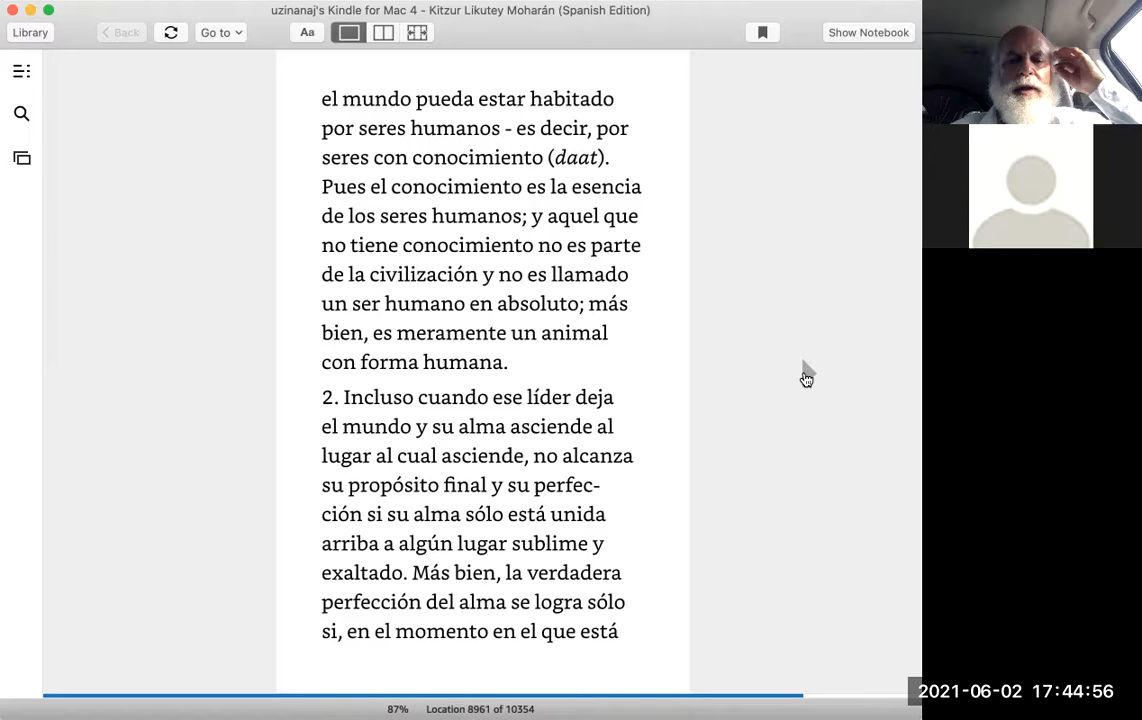 uzinanaj's Kindle for Mac 4 - Kitzur Likutey Moharán (Spanish Edition)
Library
Back
Go to
Aa
Show Notebook
el mundo pueda estar habitado
por seres humanos - es decir, por
seres con conocimiento (daat).
Pues el conocimiento es la esencia
de los seres humanos; y aquel que
no tiene conocimiento no es parte
de la civilización y no es llamado
un ser humano en absoluto; más
bien, es meramente un animal
con forma humana.
2. Incluso cuando ese líder deja
el mundo y su alma asciende al
lugar al cual asciende, no alcanza
su propósito final y su perfec-
ción si su alma sólo está unida
arriba a algún lugar sublime y
exaltado. Más bien, la verdadera
perfección del alma se logra sólo
si, en el momento en el que está
87%
Location 8961 of 10354
2021-06-02 17:44:56